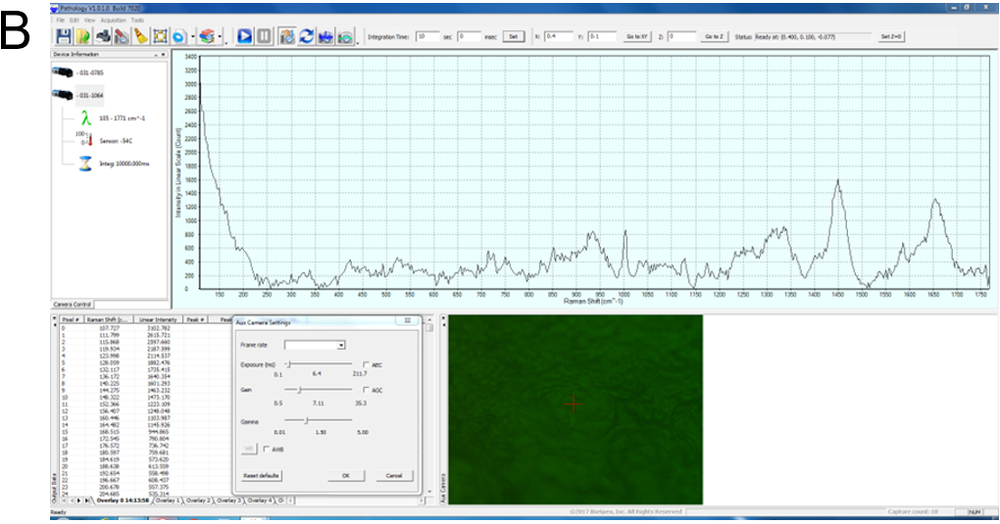 B
Pathology V1.0.1.0 Build 7020
File Edit View Acquisition Tools
Integration Time: 10 sec 0 msec Set X: 0.4 Y: 0.1 Go to XY Z: 0 Go to Z Status: Ready at: (0.400, 0.100, -0.077) Set Z=0
Device Information
- 031-0785
- 031-1064
105 - 1771 cm^-1
100
0
Sensor: -54C
Integ: 10000.000ms
Camera Control
Intensity in Linear Scale (Count)
3400
3200
2800
2600
2400
2200
2000
1800
1600
1400
1200
1000
800
600
400
200
0
150 200 250 300 350 400 450 500 550 600 650 700 750 800 850 900 950 1000 1050 1100 1150 1200 1250 1300 1350 1400 1450 1500 1550 1600 1650 1700 1750
Raman Shift (cm^-1)
Pixel # Raman Shift (c... Linear Intensity Peak # Peak
0 107.727 3102.782
1 111.799 2615.721
2 115.868 2597.660
3 119.934 2187.599
4 123.998 2114.537
5 128.059 1882.476
6 132.117 1735.415
7 136.172 1640.354
8 140.225 1601.293
9 144.275 1463.232
10 148.322 1473.170
11 152.366 1223.109
12 156.407 1248.048
13 160.446 1103.987
14 164.482 1145.926
15 168.515 944.865
16 172.545 790.804
17 176.572 736.742
18 180.597 759.681
19 184.619 573.620
20 188.638 613.559
21 192.654 558.498
22 196.667 608.437
23 200.678 557.375
24 204.685 535.314
Output Data
Overlay 0 14:13:58 Overlay 1 Overlay 2 Overlay 3 Overlay 4 O
Aux Camera Settings
Frame rate
Exposure (ms) AEC
0.1 6.4 211.7
Gain AGC
0.5 7.11 35.3
Gamma
0.01 1.50 5.00
AWB
Reset defaults OK Cancel
Aux Camera
Ready
©2017 BioSpex, Inc. All Rights Reserved
Capture count: 18
NUM